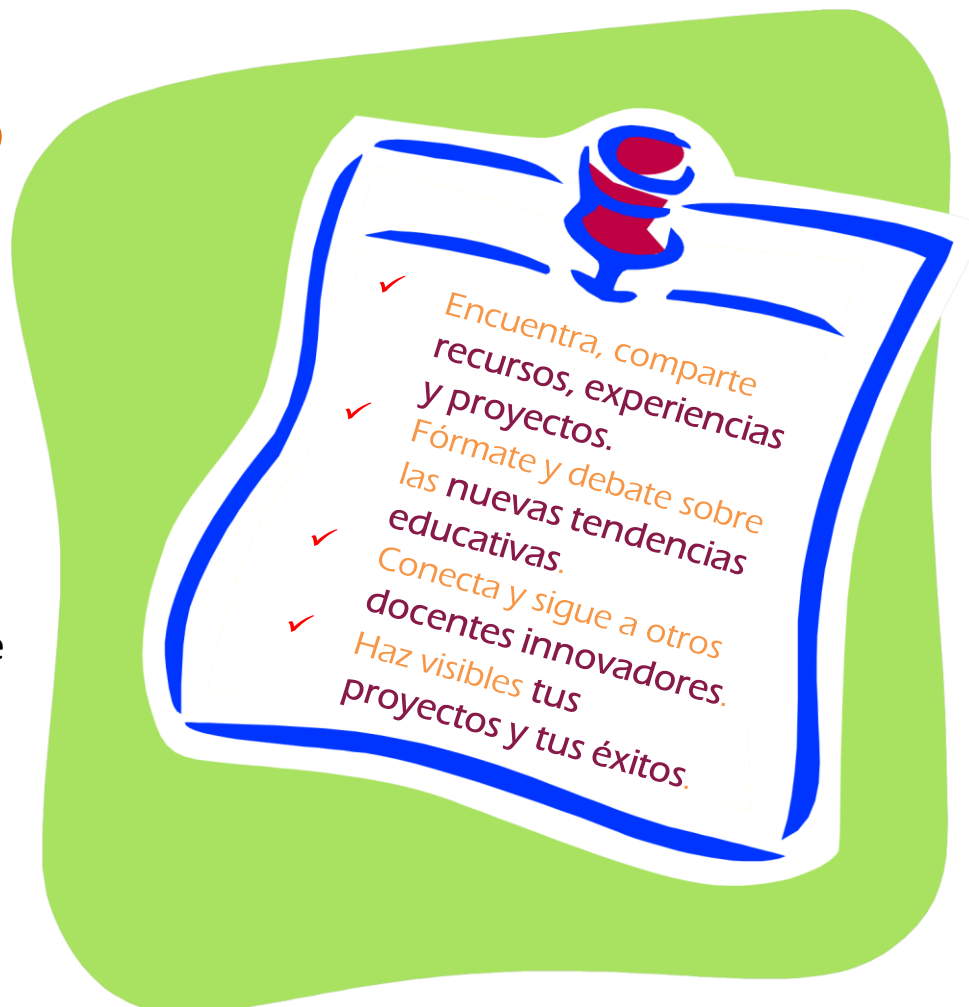 ✓ Encuentra, comparte
recursos, experiencias
y proyectos.
✓ Fórmate y debate sobre
las nuevas tendencias
educativas.
✓ Conecta y sigue a otros
docentes innovadores.
✓ Haz visibles tus
proyectos y tus éxitos.